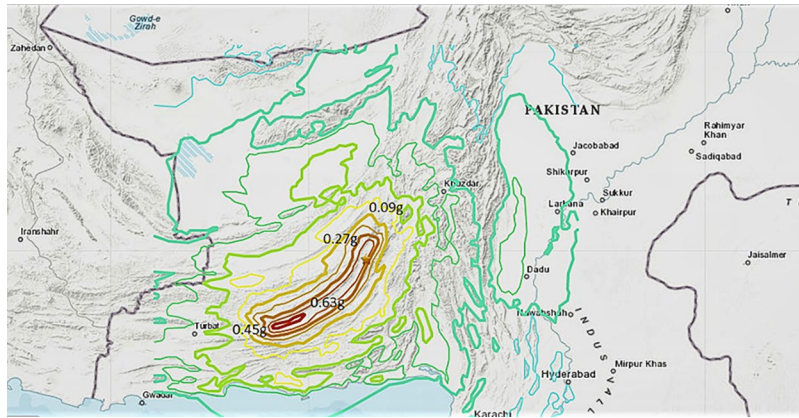 Gowd-e
Zirah
Zahedan
PAKISTAN
Rahimyar
Khan
Jacobabad
Sadiqabad
Shikarpur
Khuzdar
Sukkur
Larkana
Khairpur
0.09g
Iranshahr
0.27g
Jaisalmer
Dadu
0.63g
Nawabshah
0.45g
Turbat
INDUS VALL
Mirpur Khas
Hyderabad
Gwadar
Karachi